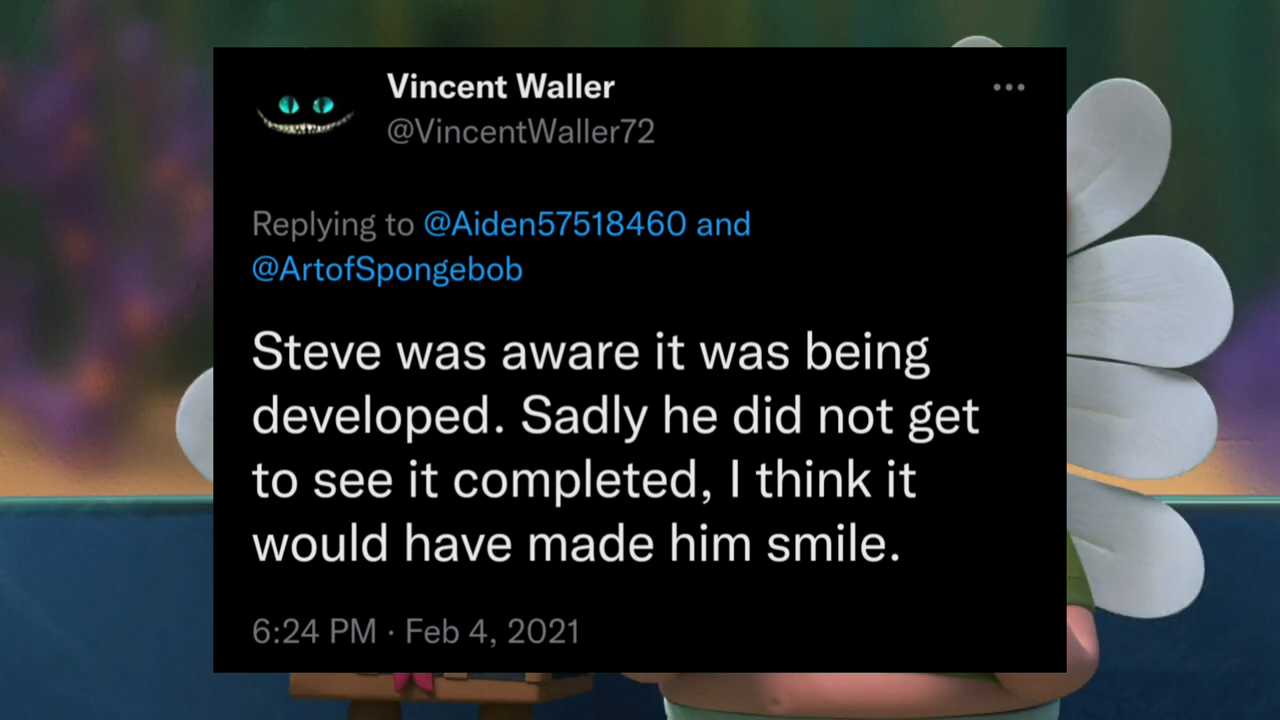 Vincent Waller
@VincentWaller72
Replying to @Aiden57518460 and
@ArtofSpongebob
Steve was aware it was being
developed. Sadly he did not get
to see it completed, I think it
would have made him smile.
6:24 PM · Feb 4, 2021